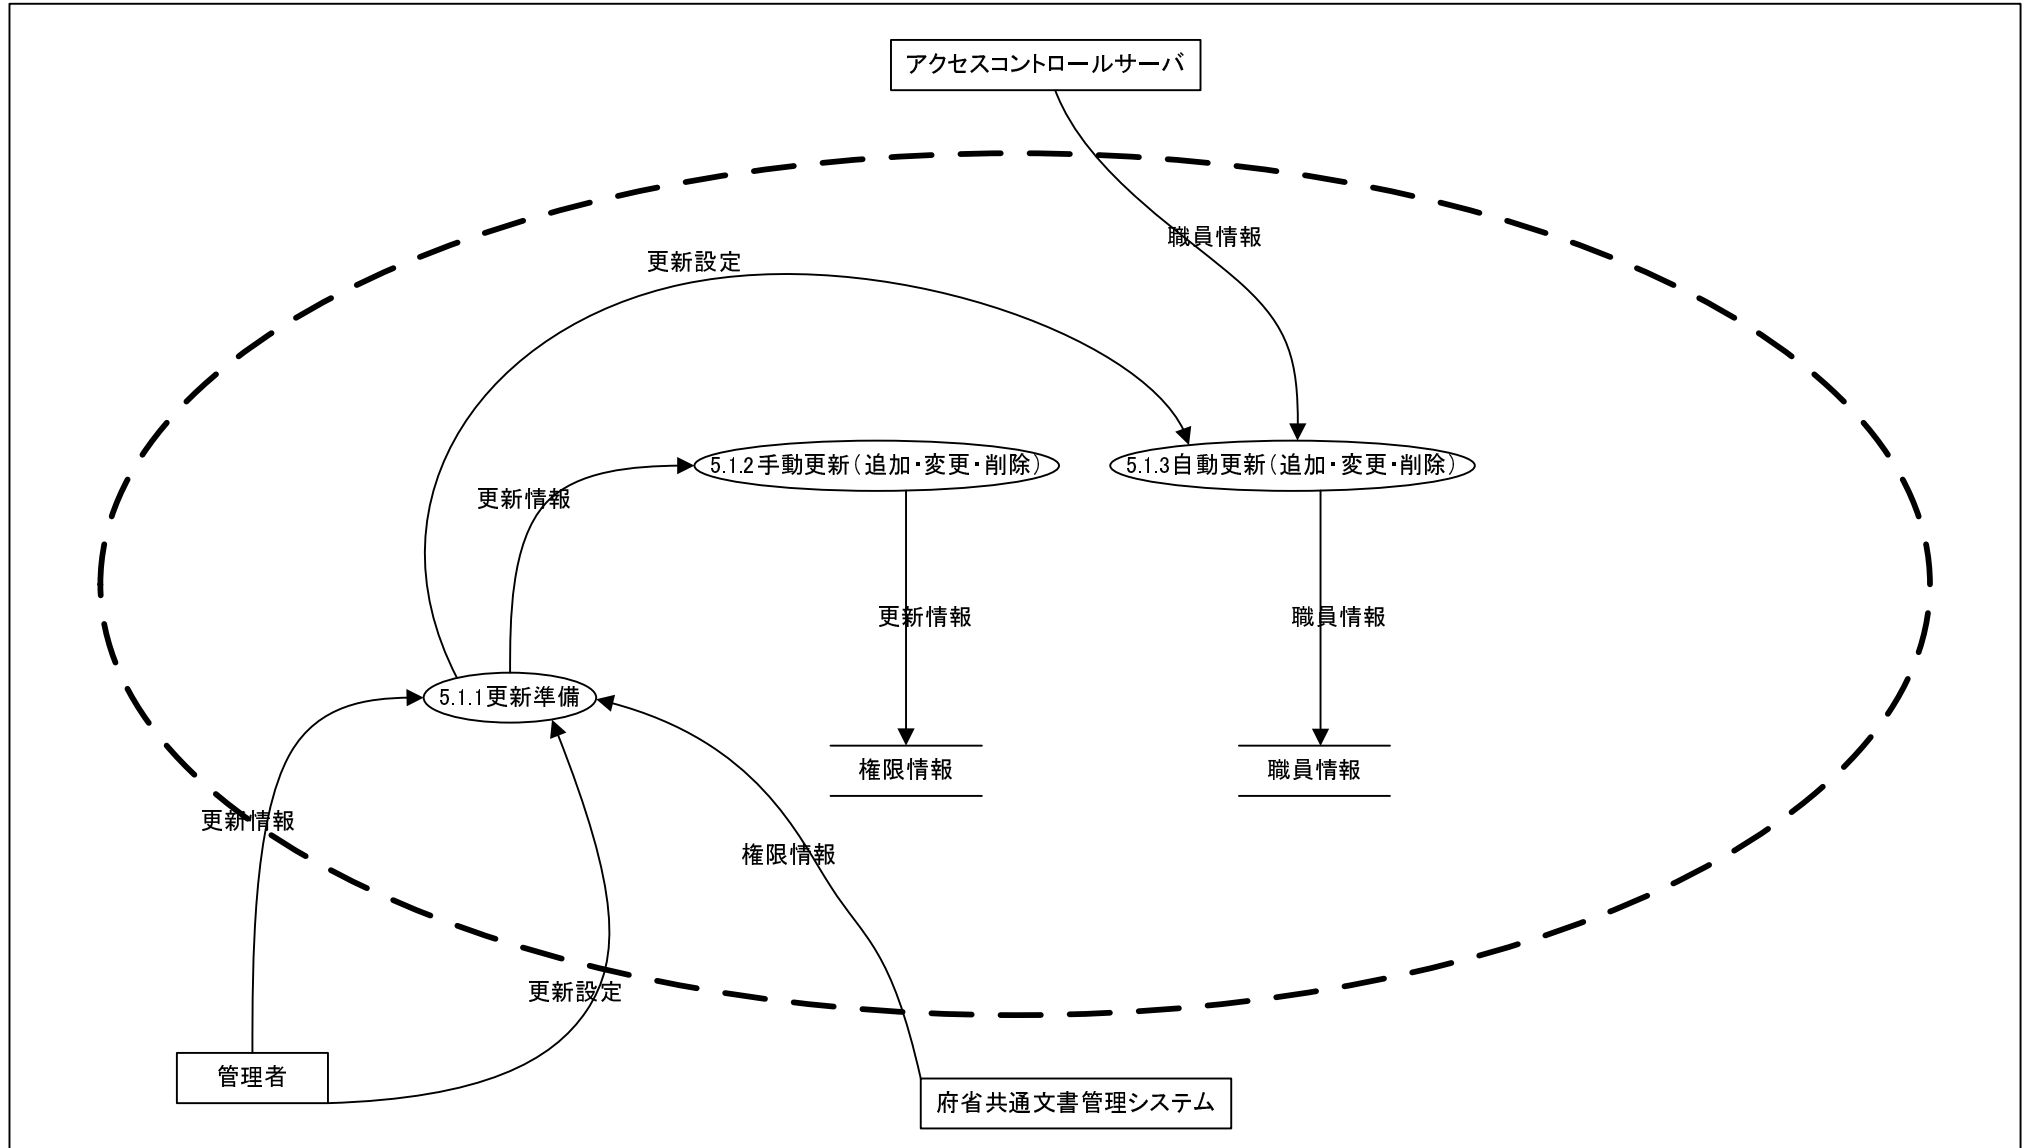 アクセスコントロールサーバ
職員情報
更新設定
5.1.2手動更新（追加・変更・削除）
5.1.3自動更新（追加・変更・削除）
更新情報
更新情報
職員情報
5.1.1更新準備
権限情報
職員情報
更新情報
権限情報
更新設定
管理者
府省共通文書管理システム